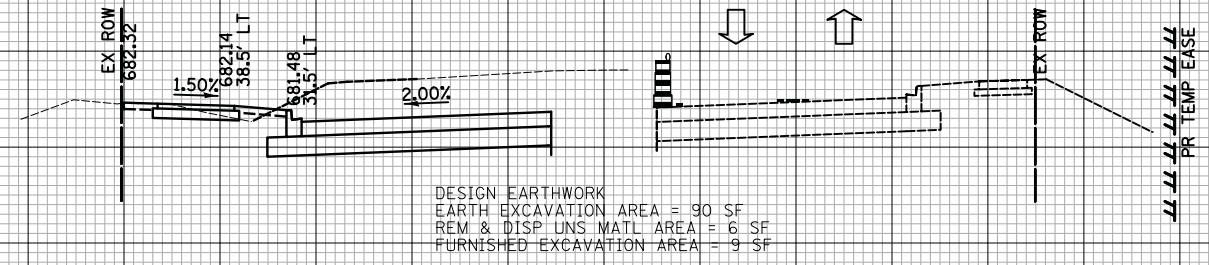 EX ROW
682.32
1.50%
682.14
38.5' LT
681.48
31.5' LT
2.00%
EX ROW
PR TEMP EASE
DESIGN EARTHWORK
EARTH EXCAVATION AREA = 90 SF
REM & DISP UNS MATL AREA = 6 SF
FURNISHED EXCAVATION AREA = 9 SF